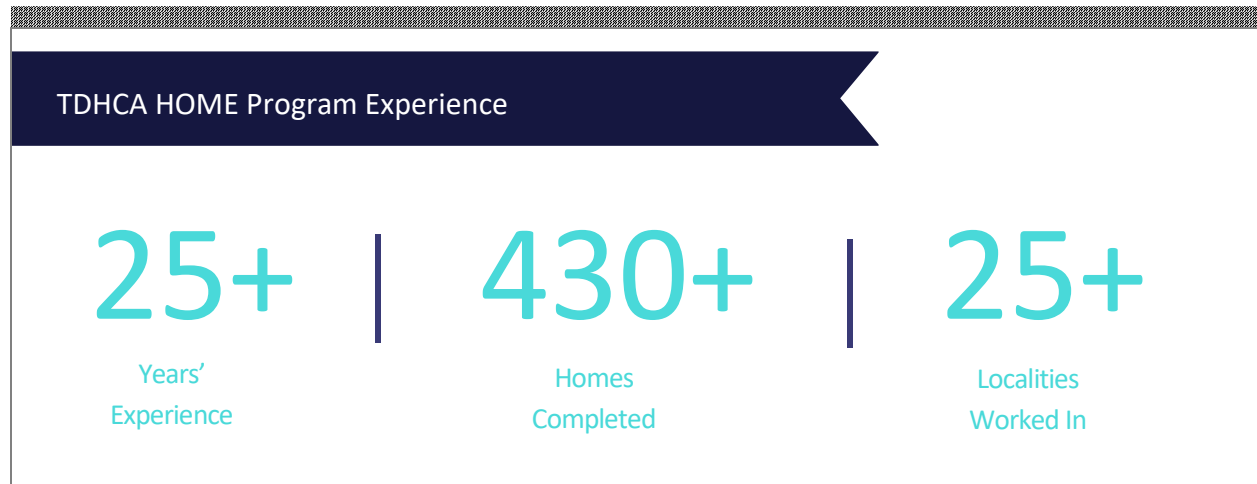 TDHCA HOME Program Experience
25+
Years’
Experience
430+
Homes
Completed
25+
Localities
Worked In